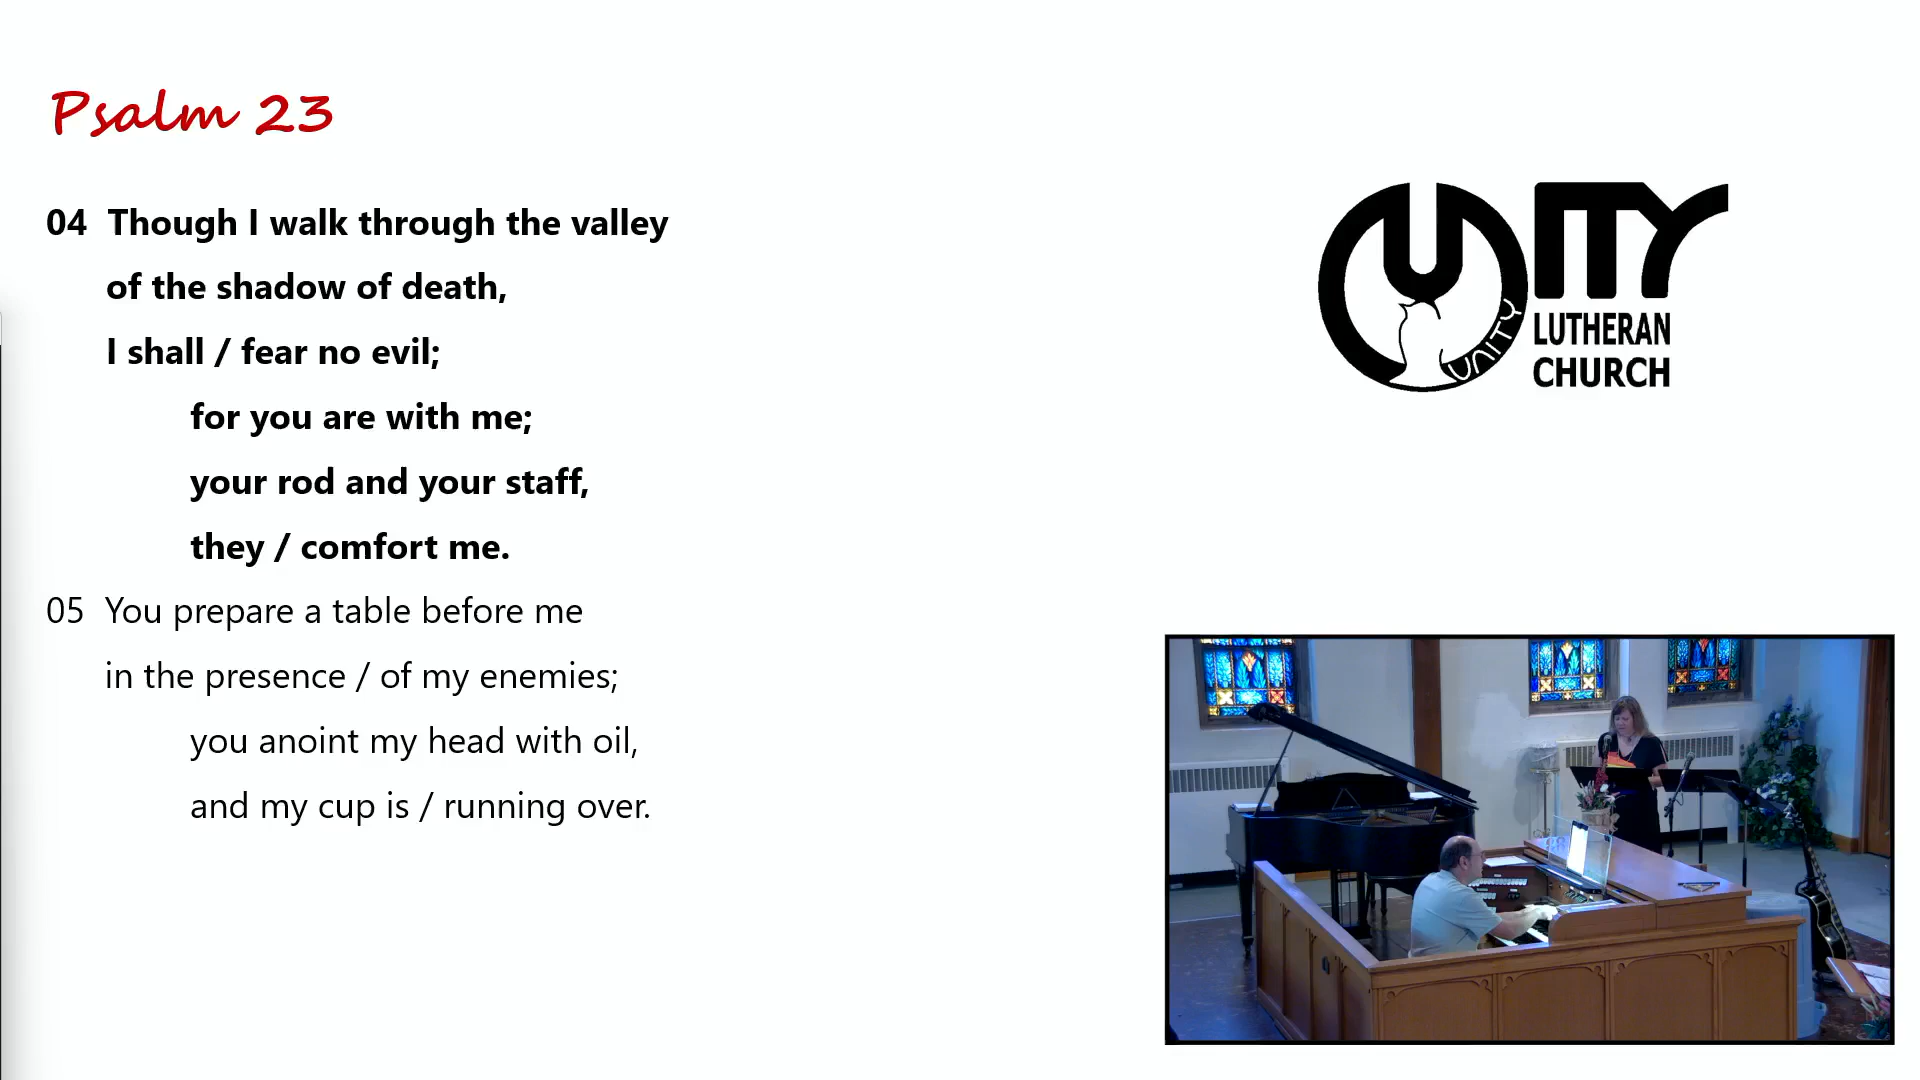 Psalm 23
04 Though I walk through the valley
of the shadow of death,
I shall / fear no evil;
for you are with me;
your rod and your staff,
they / comfort me.
05 You prepare a table before me
in the presence / of my enemies;
you anoint my head with oil,
and my cup is / running over.
UNITY
UNITY
LUTHERAN
CHURCH